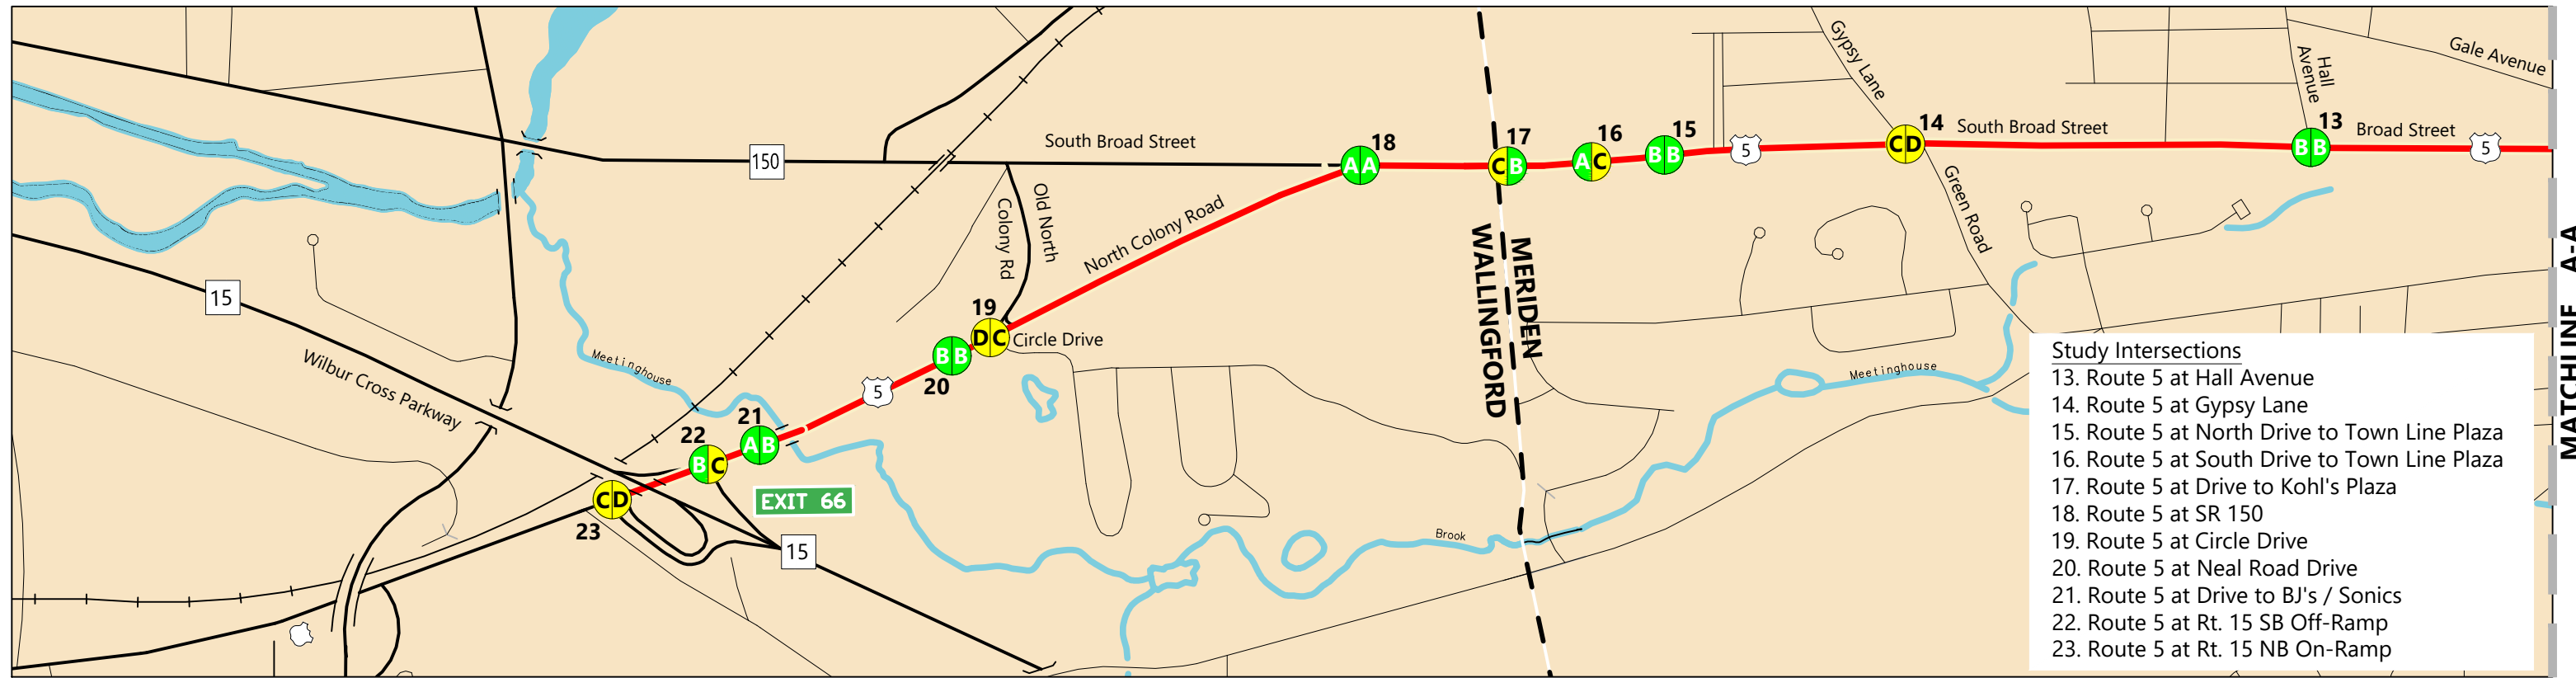 Gypsy Lane
Hall
Avenue
Gale Avenue
South Broad Street
150
18
AA
17
CB
16
AC
15
BB
5
14
CD
South Broad Street
13
BB
Broad Street
5
Old North
Colony Rd
North Colony Road
Green Road
WALLINGFORD
MERIDEN
MATCHLINE A-A
15
Wilbur Cross Parkway
Meetinghouse
19
DC
Circle Drive
BB
20
5
21
AB
22
BC
CD
23
EXIT 66
15
Meetinghouse
Brook
Study Intersections
13. Route 5 at Hall Avenue
14. Route 5 at Gypsy Lane
15. Route 5 at North Drive to Town Line Plaza
16. Route 5 at South Drive to Town Line Plaza
17. Route 5 at Drive to Kohl's Plaza
18. Route 5 at SR 150
19. Route 5 at Circle Drive
20. Route 5 at Neal Road Drive
21. Route 5 at Drive to BJ's / Sonics
22. Route 5 at Rt. 15 SB Off-Ramp
23. Route 5 at Rt. 15 NB On-Ramp